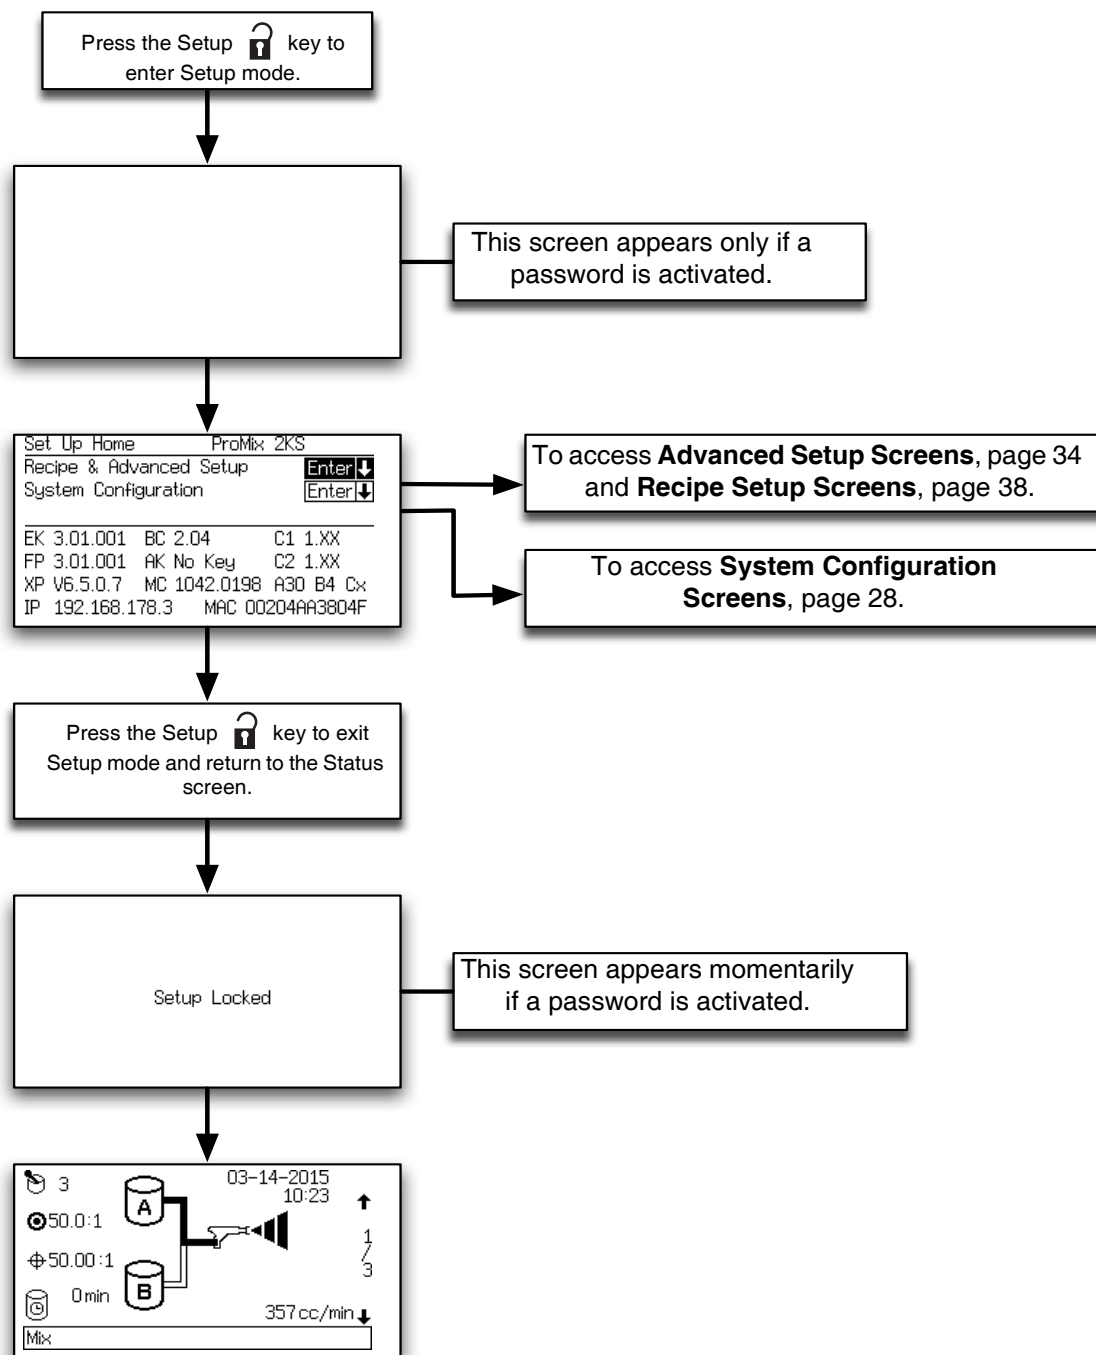 Press the Setup key to
enter Setup mode.
This screen appears only if a
password is activated.
Set Up Home ProMix 2KS
Recipe & Advanced Setup Enter
System Configuration Enter
EK 3.01.001 BC 2.04 C1 1.XX
FP 3.01.001 AK No Key C2 1.XX
XP V6.5.0.7 MC 1042.0198 A30 B4 Cx
IP 192.168.178.3 MAC 00204AA3804F
To access Advanced Setup Screens, page 34
and Recipe Setup Screens, page 38.
To access System Configuration
Screens, page 28.
Press the Setup key to exit
Setup mode and return to the Status
screen.
Setup Locked
This screen appears momentarily
if a password is activated.
3
03-14-2015
10:23
A
50.0:1
1
/
3
50.00:1
0min
B
357cc/min
Mix